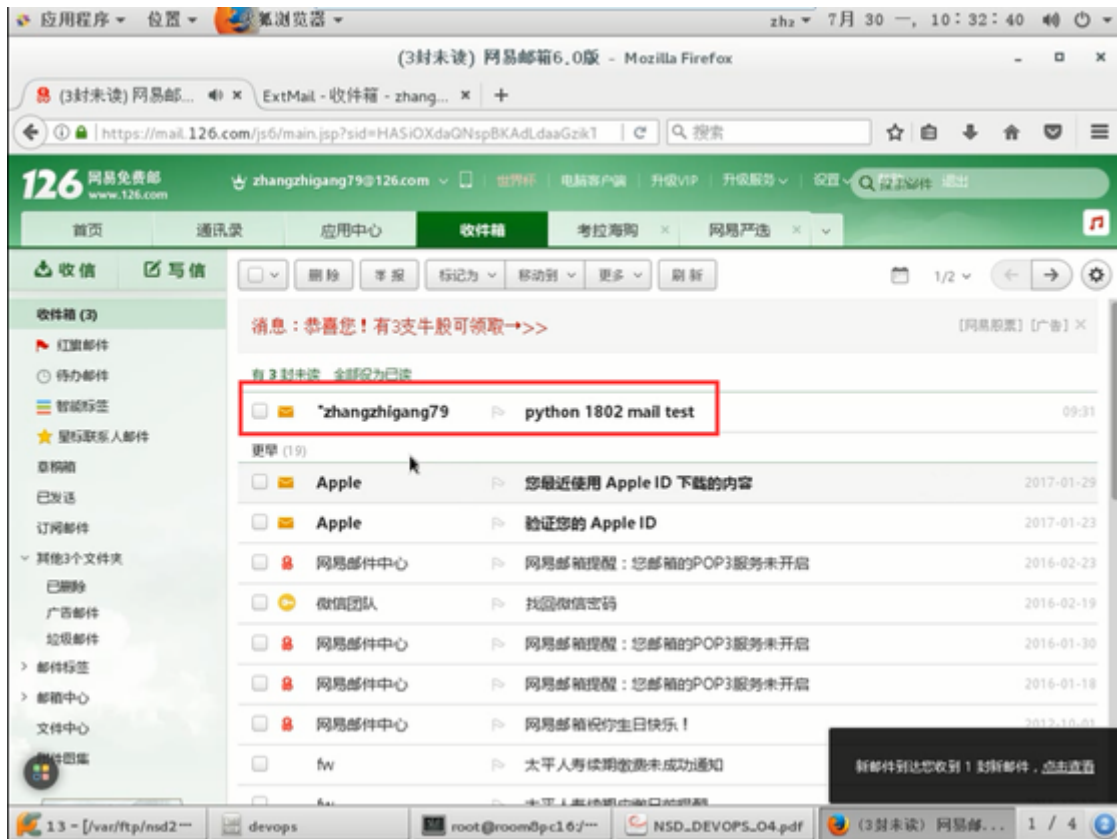 应用程序 位置 狐浏览器 zhz 7月 30 一, 10:32:40
(3封未读) 网易邮箱6.0版 - Mozilla Firefox
(3封未读) 网易邮... ExtMail - 收件箱 - zhang...
https://mail.126.com/js6/main.jsp?sid= 搜索
126 网易免费邮 www.126.com zhangzhigang79@126.com 世界杯 电脑客户端 升级VIP 升级服务 设置 退出
首页 通讯录 应用中心 收件箱 考拉海购 网易严选
收信 写信 删除 举报 标记为 移动到 更多 刷新 1/2
收件箱 (3)
消息：恭喜您！有3支牛股可领取→>> [网易股票] [广告]
红旗邮件
待办邮件
有 3 封未读 全部设为已读
智能标签
"zhangzhigang79 python 1802 mail test 09:31
星标联系人邮件
更早 (19)
草稿箱
Apple 您最近使用 Apple ID 下载的内容 2017-01-29
已发送
订阅邮件
Apple 验证您的 Apple ID 2017-01-23
其他3个文件夹
网易邮件中心 网易邮箱提醒：您邮箱的POP3服务未开启 2016-02-23
已删除
微信团队 找回微信密码 2016-02-19
广告邮件
垃圾邮件
网易邮件中心 网易邮箱提醒：您邮箱的POP3服务未开启 2016-01-30
邮件标签
网易邮件中心 网易邮箱提醒：您邮箱的POP3服务未开启 2016-01-18
邮箱中心
网易邮件中心 网易邮箱祝你生日快乐！ 2012-10-01
文件中心
附件图集
fw 太平人寿续期缴费未成功通知
新邮件到达您收到 1 封新邮件，点击查看
13 - [/var/ftp/nsd2… devops root@room8pc16:/… NSD_DEVOPS_04.pdf (3封未读) 网易邮... 1 / 4